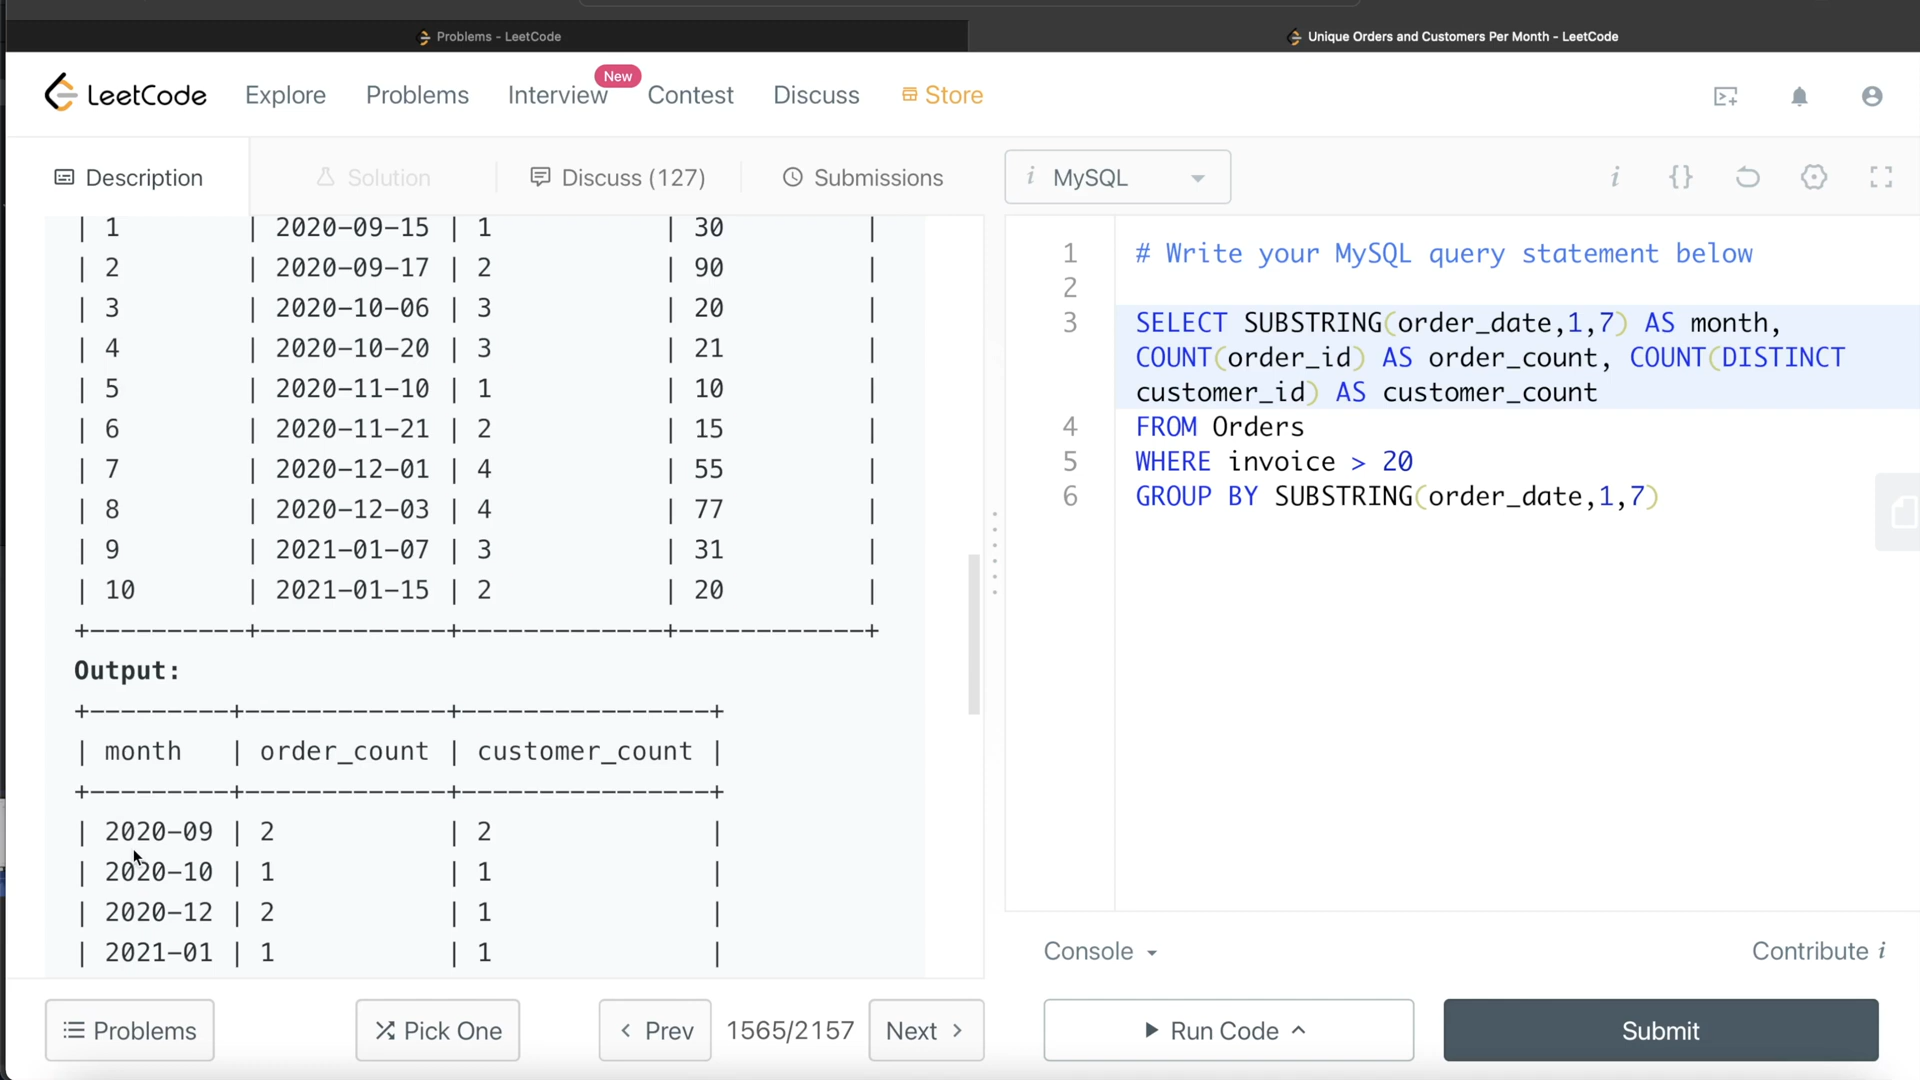 Problems - LeetCode
Unique Orders and Customers Per Month - LeetCode
LeetCode Explore Problems Interview New Contest Discuss Store
Description Solution Discuss (127) Submissions
i MySQL i {}
| 1 | 2020-09-15 | 1 | 30 |
| 2 | 2020-09-17 | 2 | 90 |
| 3 | 2020-10-06 | 3 | 20 |
| 4 | 2020-10-20 | 3 | 21 |
| 5 | 2020-11-10 | 1 | 10 |
| 6 | 2020-11-21 | 2 | 15 |
| 7 | 2020-12-01 | 4 | 55 |
| 8 | 2020-12-03 | 4 | 77 |
| 9 | 2021-01-07 | 3 | 31 |
| 10 | 2021-01-15 | 2 | 20 |
+----------+------------+-------------+------------+
Output:
+---------+-------------+----------------+
| month | order_count | customer_count |
+---------+-------------+----------------+
| 2020-09 | 2 | 2 |
| 2020-10 | 1 | 1 |
| 2020-12 | 2 | 1 |
| 2021-01 | 1 | 1 |
1 # Write your MySQL query statement below
2
3 SELECT SUBSTRING(order_date,1,7) AS month,
COUNT(order_id) AS order_count, COUNT(DISTINCT
customer_id) AS customer_count
4 FROM Orders
5 WHERE invoice > 20
6 GROUP BY SUBSTRING(order_date,1,7)
Console Contribute i
Problems Pick One < Prev 1565/2157 Next > Run Code Submit